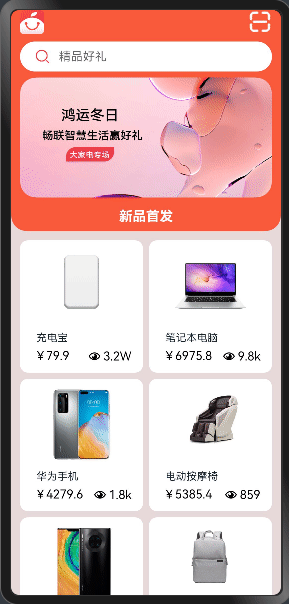 精品好礼
鸿运冬日
畅联智慧生活赢好礼
大家电专场
新品首发
充电宝
￥79.9 3.2W
笔记本电脑
￥6975.8 9.8k
华为手机
￥4279.6 1.8k
电动按摩椅
￥5385.4 859